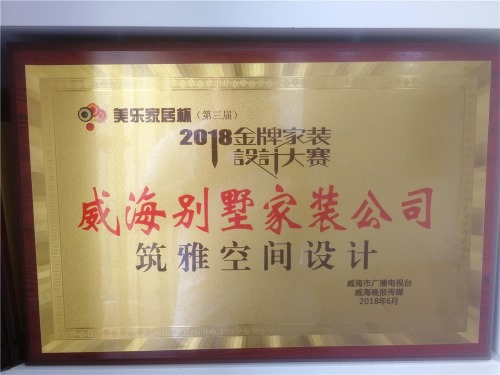 美乐家居杯（第三届）
2018金牌家装
設計大赛
威海别墅家装公司
筑雅空间设计
威海市广播电视台
威海晚报传媒
2018年6月